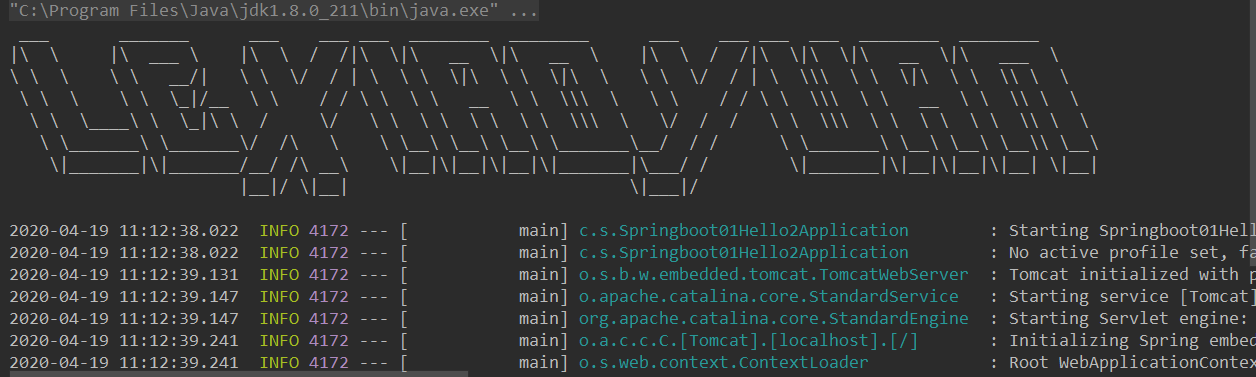 "C:\Program Files\Java\jdk1.8.0_211\bin\java.exe" ...
LEXIAOYUAN
2020-04-19 11:12:38.022 INFO 4172 --- [ main] c.s.Springboot01Hello2Application : Starting Springboot01Hell
2020-04-19 11:12:38.022 INFO 4172 --- [ main] c.s.Springboot01Hello2Application : No active profile set, fa
2020-04-19 11:12:39.131 INFO 4172 --- [ main] o.s.b.w.embedded.tomcat.TomcatWebServer : Tomcat initialized with p
2020-04-19 11:12:39.147 INFO 4172 --- [ main] o.apache.catalina.core.StandardService : Starting service [Tomcat]
2020-04-19 11:12:39.147 INFO 4172 --- [ main] org.apache.catalina.core.StandardEngine : Starting Servlet engine:
2020-04-19 11:12:39.241 INFO 4172 --- [ main] o.a.c.c.C.[Tomcat].[localhost].[/] : Initializing Spring embed
2020-04-19 11:12:39.241 INFO 4172 --- [ main] o.s.web.context.ContextLoader : Root WebApplicationContex